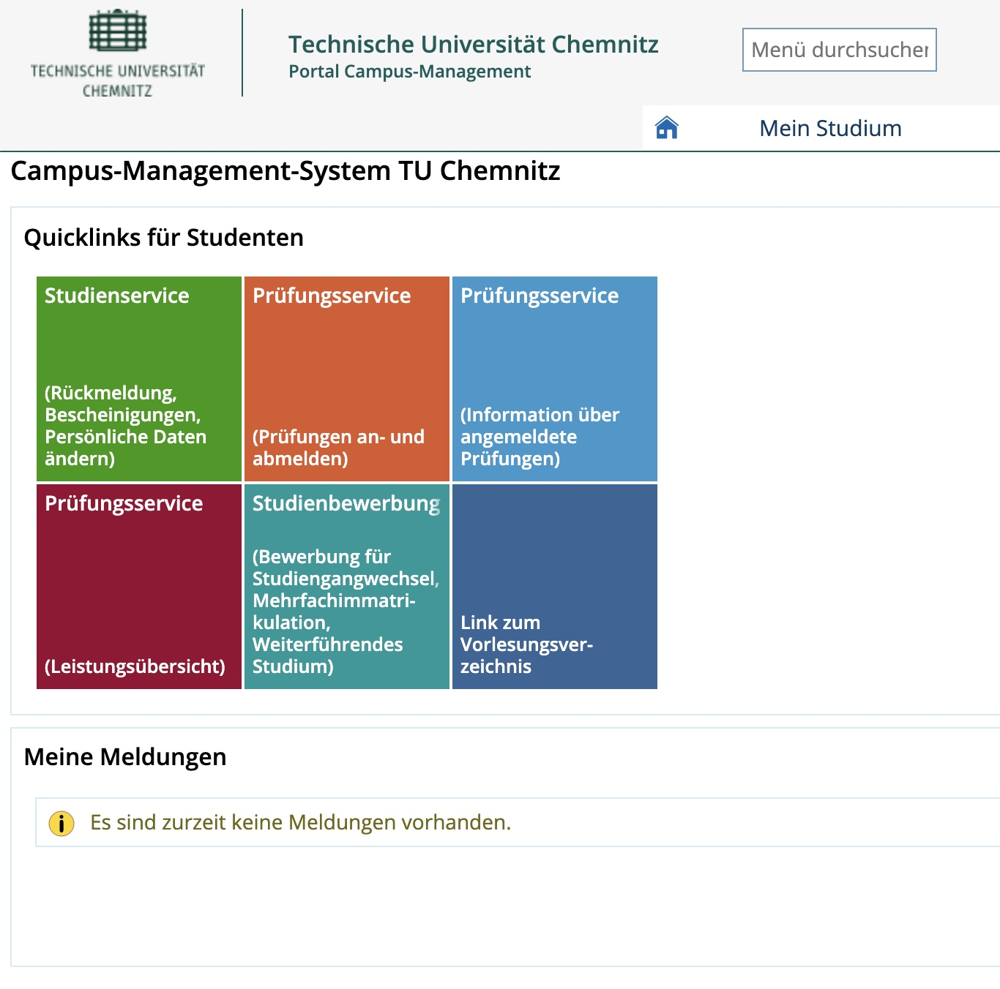 TECHNISCHE UNIVERSITÄT
CHEMNITZ
Technische Universität Chemnitz
Portal Campus-Management
Menü durchsuchen
Mein Studium
Campus-Management-System TU Chemnitz
Quicklinks für Studenten
Studienservice
(Rückmeldung,
Bescheinigungen,
Persönliche Daten
ändern)
Prüfungsservice
(Prüfungen an- und
abmelden)
Prüfungsservice
(Information über
angemeldete
Prüfungen)
Prüfungsservice
(Leistungsübersicht)
Studienbewerbung
(Bewerbung für
Studiengangwechsel,
Mehrfachimmatri-
kulation,
Weiterführendes
Studium)
Link zum
Vorlesungsver-
zeichnis
Meine Meldungen
Es sind zurzeit keine Meldungen vorhanden.